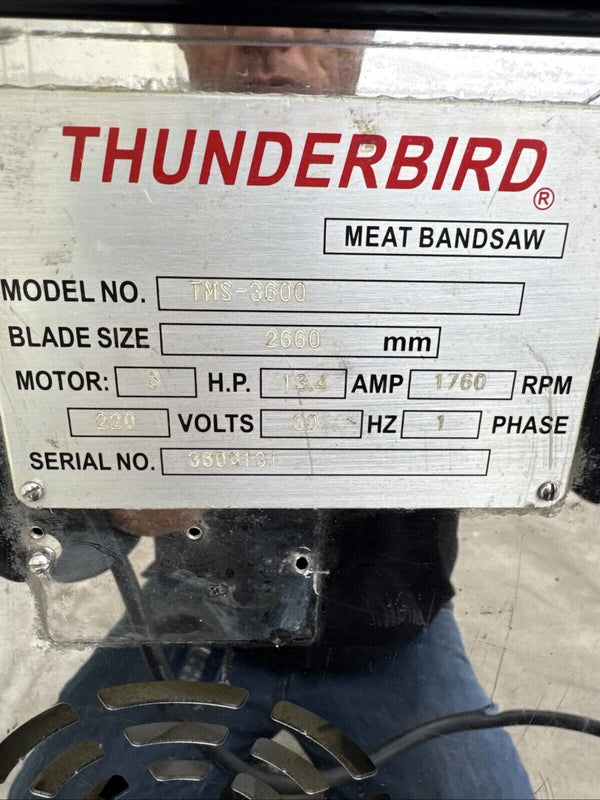 THUNDERBIRD®
MEAT BANDSAW
MODEL NO. TMS-3600
BLADE SIZE 2660 mm
MOTOR: 3 H.P. 13.4 AMP 1760 RPM
220 VOLTS 60 HZ 1 PHASE
SERIAL NO.